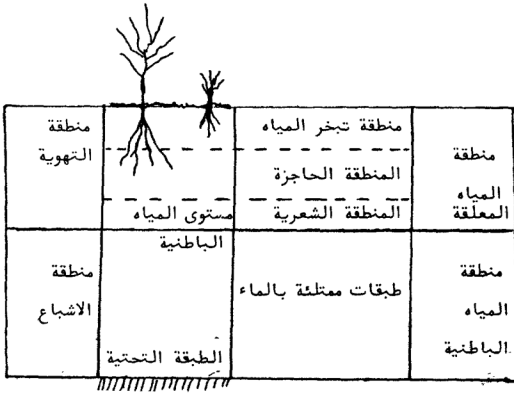 منطقة
التهوية
منطقة تبخر المياه
المنطقة الحاجزة
المنطقة الشعرية
منطقة
المياه
المعلقة
مستوى المياه
الباطنية
منطقة
الاشباع
طبقات ممتلئة بالماء
منطقة
المياه
الباطنية
الطبقة التحتية